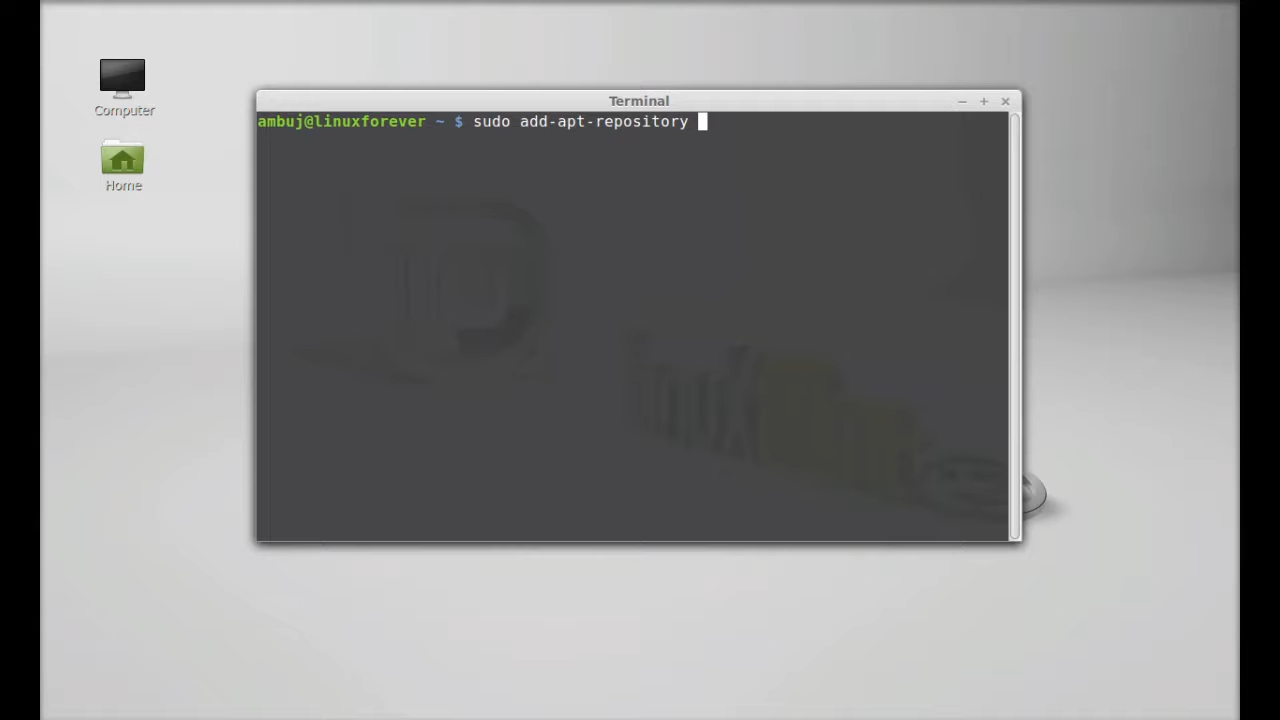 Computer
Home
Terminal
ambuj@linuxforever ~ $ sudo add-apt-repository